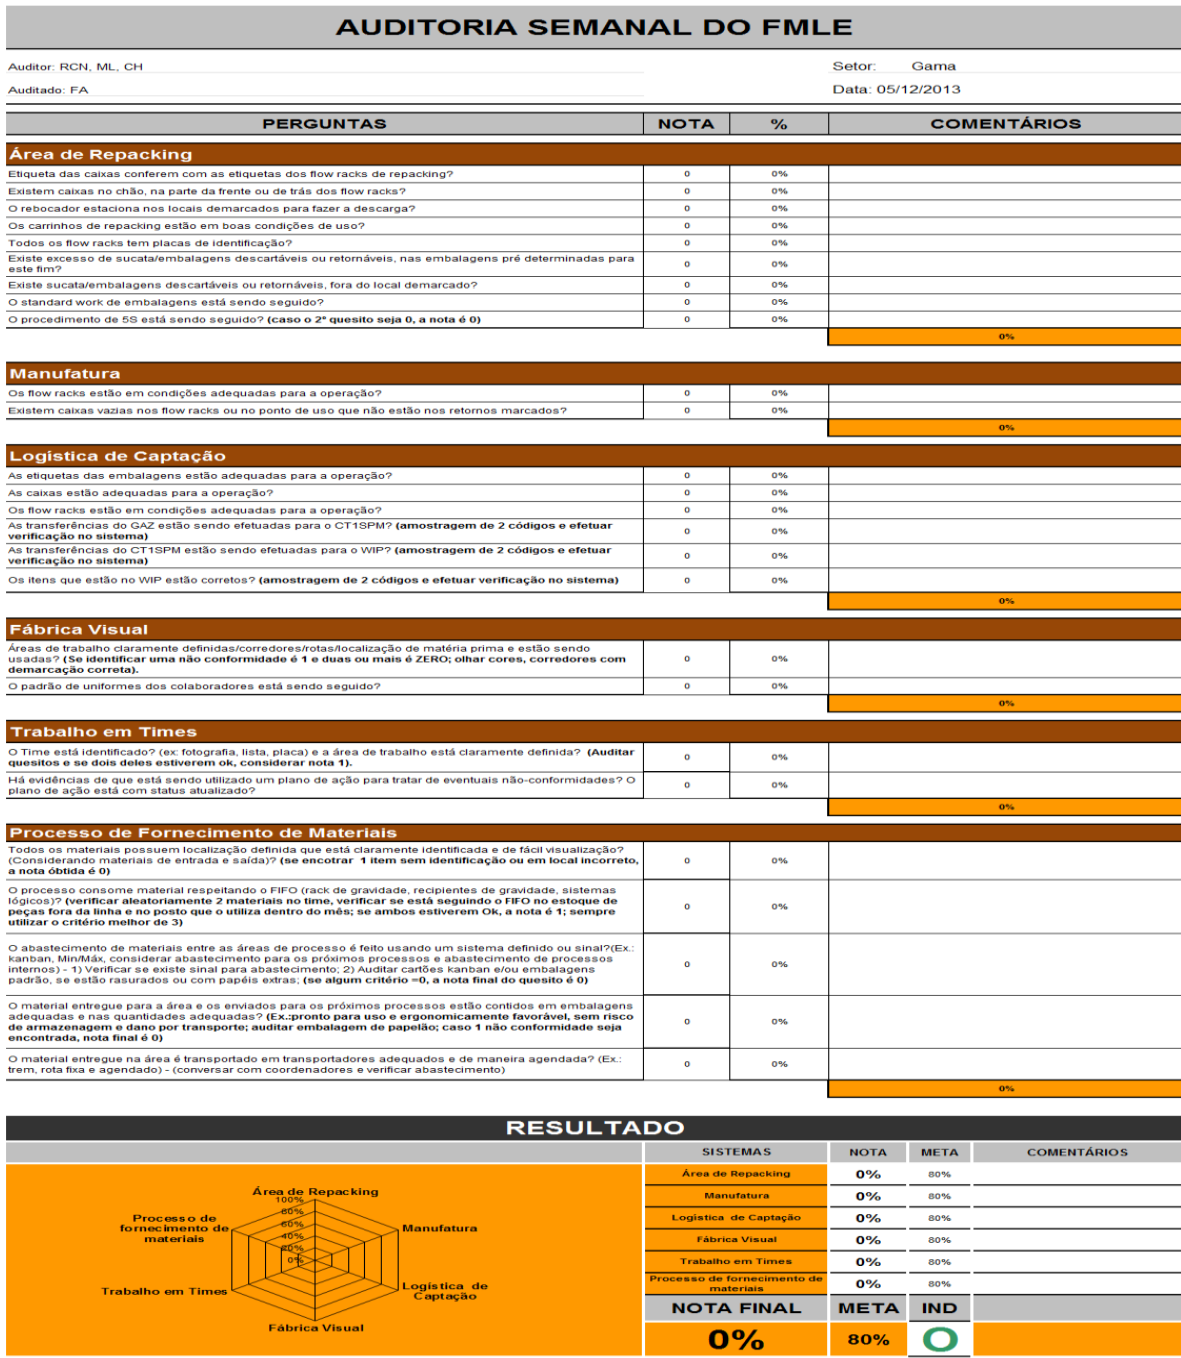 AUDITORIA SEMANAL DO FMLE
Auditor: RCN, ML, CH
Setor: Gama
Auditado: FA
Data: 05/12/2013
PERGUNTAS NOTA % COMENTÁRIOS
Área de Repacking
Etiqueta das caixas conferem com as etiquetas dos flow racks de repacking? 0 0%
Existem caixas no chão, na parte da frente ou de trás dos flow racks? 0 0%
O rebocador estaciona nos locais demarcados para fazer a descarga? 0 0%
Os carrinhos de repacking estão em boas condições de uso? 0 0%
Todos os flow racks tem placas de identificação? 0 0%
Existe excesso de sucata/embalagens descartáveis ou retornáveis, nas embalagens pré determinadas para
este fim? 0 0%
Existe sucata/embalagens descartáveis ou retornáveis, fora do local demarcado? 0 0%
O standard work de embalagens está sendo seguido? 0 0%
O procedimento de 5S está sendo seguido? (caso o 2º quesito seja 0, a nota é 0) 0 0%
0%
Manufatura
Os flow racks estão em condições adequadas para a operação? 0 0%
Existem caixas vazias nos flow racks ou no ponto de uso que não estão nos retornos marcados? 0 0%
0%
Logística de Captação
As etiquetas das embalagens estão adequadas para a operação? 0 0%
As caixas estão adequadas para a operação? 0 0%
Os flow racks estão em condições adequadas para a operação? 0 0%
As transferências do GAZ estão sendo efetuadas para o CT1SPM? (amostragem de 2 códigos e efetuar
verificação no sistema) 0 0%
As transferências do CT1SPM estão sendo efetuadas para o WIP? (amostragem de 2 códigos e efetuar
verificação no sistema) 0 0%
Os itens que estão no WIP estão corretos? (amostragem de 2 códigos e efetuar verificação no sistema) 0 0%
0%
Fábrica Visual
Áreas de trabalho claramente definidas/corredores/rotas/localização de matéria prima e estão sendo
usadas? (Se identificar uma não conformidade é 1 e duas ou mais é ZERO; olhar cores, corredores com
demarcação correta). 0 0%
O padrão de uniformes dos colaboradores está sendo seguido? 0 0%
0%
Trabalho em Times
O Time está identificado? (ex: fotografia, lista, placa) e a área de trabalho está claramente definida? (Auditar
quesitos e se dois deles estiverem ok, considerar nota 1). 0 0%
Há evidências de que está sendo utilizado um plano de ação para tratar de eventuais não-conformidades? O
plano de ação está com status atualizado? 0 0%
0%
Processo de Fornecimento de Materiais
Todos os materiais possuem localização definida que está claramente identificada e de fácil visualização?
(Considerando materiais de entrada e saída)? (se encotrar 1 item sem identificação ou em local incorreto,
a nota óbtida é 0) 0 0%
O processo consome material respeitando o FIFO (rack de gravidade, recipientes de gravidade, sistemas
lógicos)? (verificar aleatoriamente 2 materiais no time, verificar se está seguindo o FIFO no estoque de
peças fora da linha e no posto que o utiliza dentro do mês; se ambos estiverem Ok, a nota é 1; sempre
utilizar o critério melhor de 3) 0 0%
O abastecimento de materiais entre as áreas de processo é feito usando um sistema definido ou sinal?(Ex.:
kanban, Min/Máx, considerar abastecimento para os próximos processos e abastecimento de processos
internos) - 1) Verificar se existe sinal para abastecimento; 2) Auditar cartões kanban e/ou embalagens
padrão, se estão rasurados ou com papéis extras; (se algum critério =0, a nota final do quesito é 0) 0 0%
O material entregue para a área e os enviados para os próximos processos estão contidos em embalagens
adequadas e nas quantidades adequadas? (Ex.:pronto para uso e ergonomicamente favorável, sem risco
de armazenagem e dano por transporte; auditar embalagem de papelão; caso 1 não conformidade seja
encontrada, nota final é 0) 0 0%
O material entregue na área é transportado em transportadores adequados e de maneira agendada? (Ex.:
trem, rota fixa e agendado) - (conversar com coordenadores e verificar abastecimento) 0 0%
0%
RESULTADO
SISTEMAS NOTA META COMENTÁRIOS
Área de Repacking 0% 80%
Manufatura 0% 80%
Logística de Captação 0% 80%
Fábrica Visual 0% 80%
Trabalho em Times 0% 80%
Processo de fornecimento de
materiais 0% 80%
NOTA FINAL META IND
0% 80%
Área de Repacking
100%
80%
60%
40%
20%
0%
Manufatura
Logística de
Captação
Fábrica Visual
Trabalho em Times
Processo de
fornecimento de
materiais